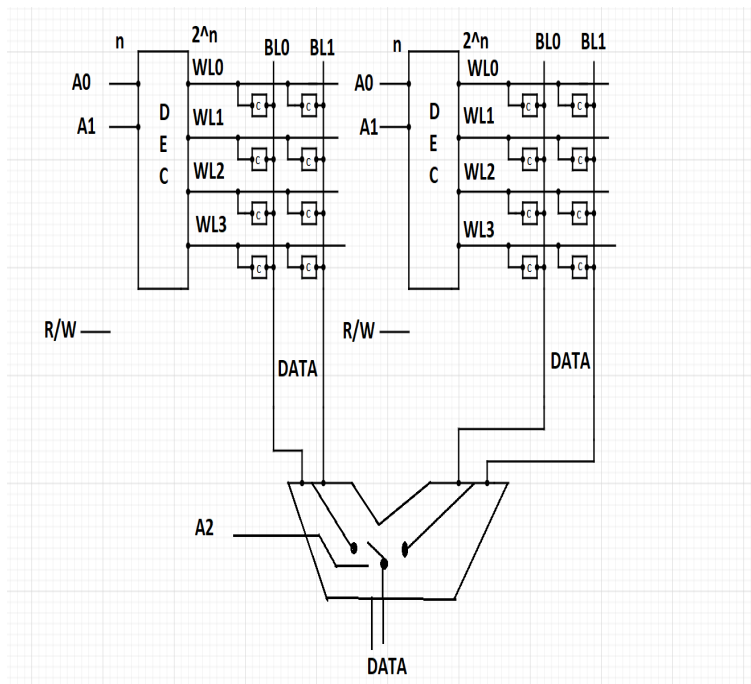 n 2^n BL0 BL1 n 2^n BL0 BL1
A0 WL0 A0 WL0
D D
C C C C
A1 WL1 A1 WL1
E E
C C C C
C WL2 C WL2
C C C C
WL3 WL3
C C C C
R/W R/W
DATA DATA
A2
DATA